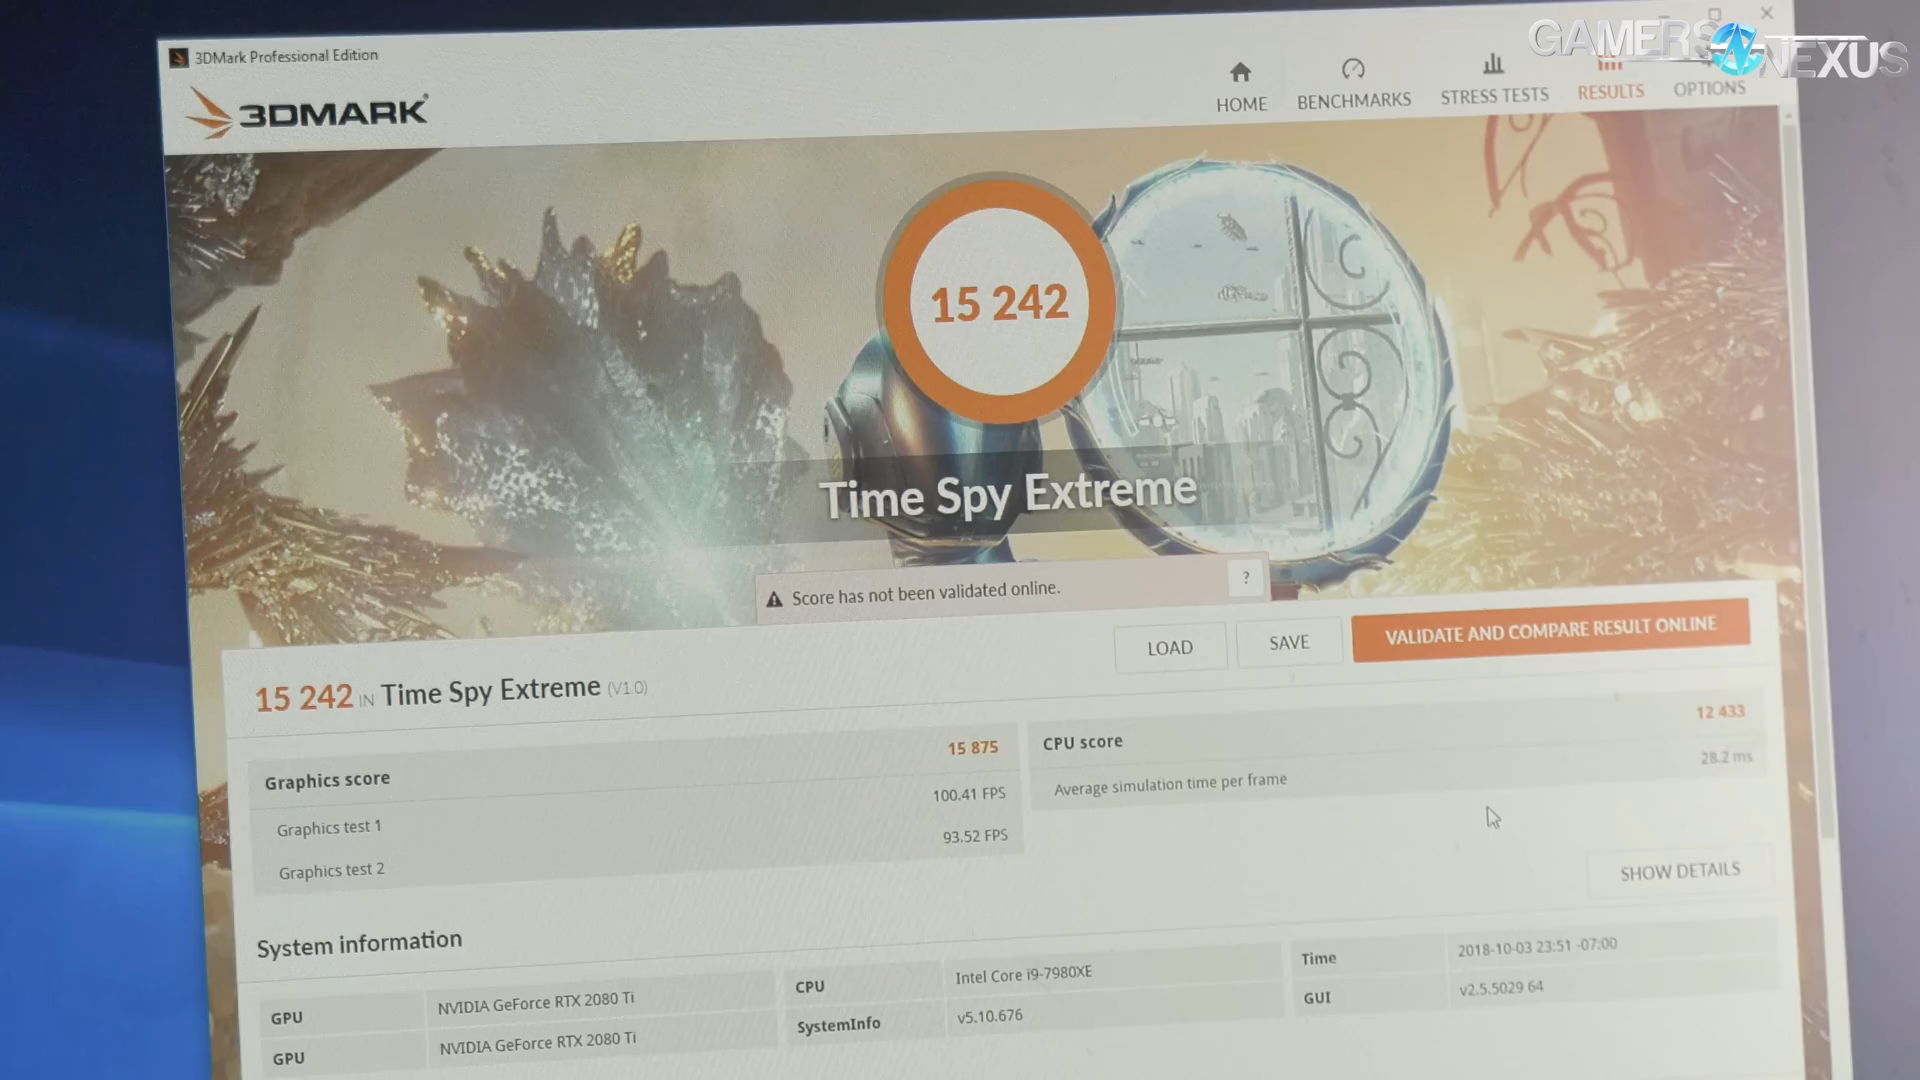 3DMark Professional Edition
GAMERS NEXUS
3DMARK
HOME
BENCHMARKS
STRESS TESTS
RESULTS
OPTIONS
15 242
Time Spy Extreme
Score has not been validated online.
?
LOAD
SAVE
VALIDATE AND COMPARE RESULT ONLINE
15 242 IN Time Spy Extreme (V1.0)
Graphics score 15 875
Graphics test 1 100.41 FPS
Graphics test 2 93.52 FPS
CPU score 12 433
Average simulation time per frame 28.2 ms
SHOW DETAILS
System information
GPU NVIDIA GeForce RTX 2080 Ti
GPU NVIDIA GeForce RTX 2080 Ti
CPU Intel Core i9-7980XE
SystemInfo v5.10.676
Time 2018-10-03 23:51 -07:00
GUI v2.5.5029 64